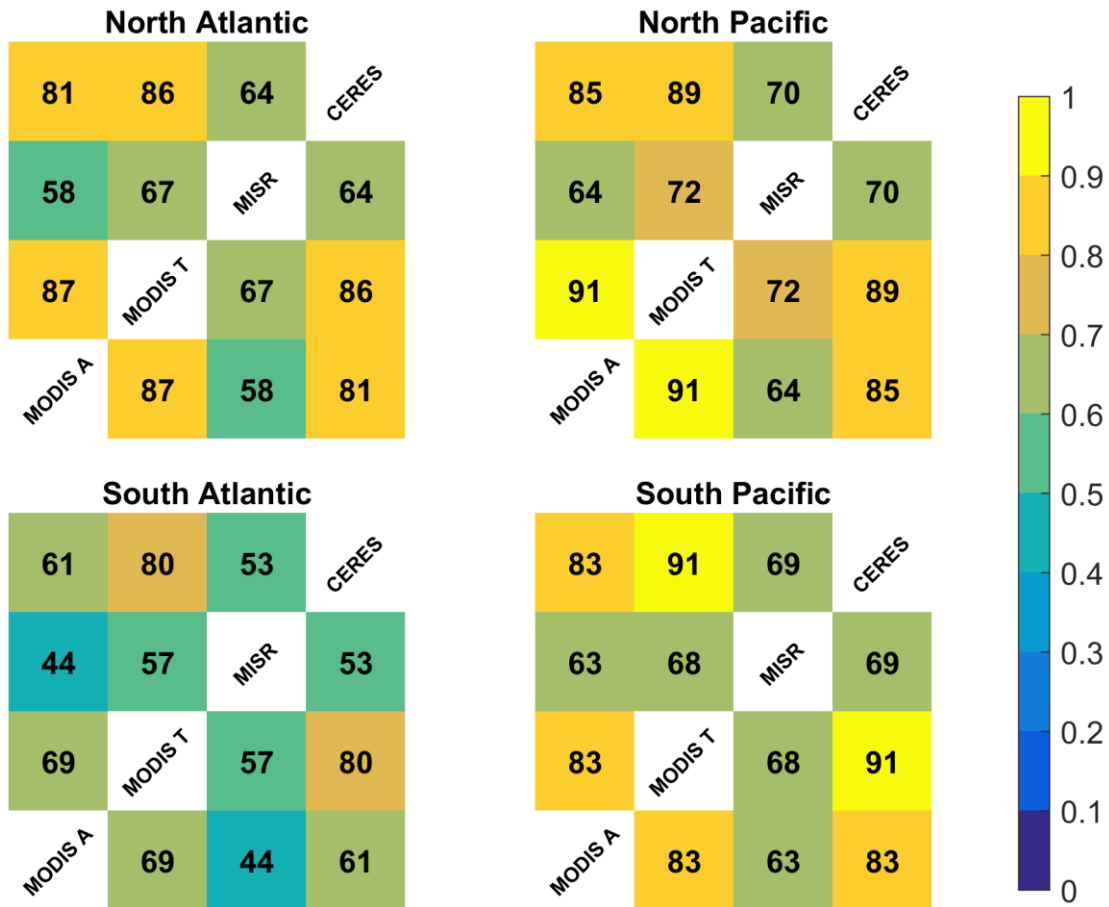 North Atlantic
81 86 64 CERES
58 67 MISR 64
87 MODIS T 67 86
MODIS A 87 58 81
North Pacific
85 89 70 CERES
64 72 MISR 70
91 MODIS T 72 89
MODIS A 91 64 85
South Atlantic
61 80 53 CERES
44 57 MISR 53
69 MODIS T 57 80
MODIS A 69 44 61
South Pacific
83 91 69 CERES
63 68 MISR 69
83 MODIS T 68 91
MODIS A 83 63 83
1
0.9
0.8
0.7
0.6
0.5
0.4
0.3
0.2
0.1
0